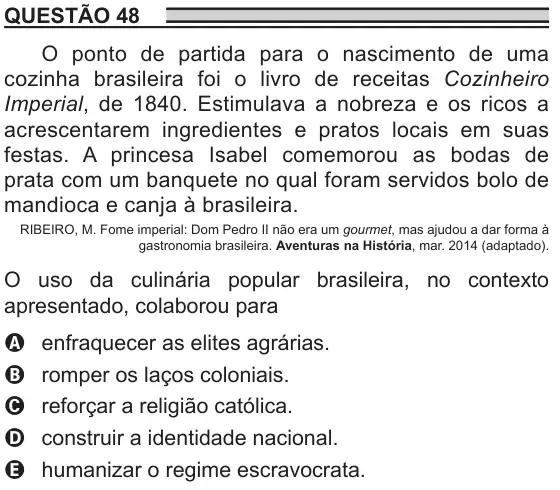 QUESTÃO 48
O ponto de partida para o nascimento de uma
cozinha brasileira foi o livro de receitas Cozinheiro
Imperial, de 1840. Estimulava a nobreza e os ricos a
acrescentarem ingredientes e pratos locais em suas
festas. A princesa Isabel comemorou as bodas de
prata com um banquete no qual foram servidos bolo de
mandioca e canja à brasileira.
RIBEIRO, M. Fome imperial: Dom Pedro II não era um gourmet, mas ajudou a dar forma à
gastronomia brasileira. Aventuras na História, mar. 2014 (adaptado).
O uso da culinária popular brasileira, no contexto
apresentado, colaborou para
A enfraquecer as elites agrárias.
B romper os laços coloniais.
C reforçar a religião católica.
D construir a identidade nacional.
E humanizar o regime escravocrata.